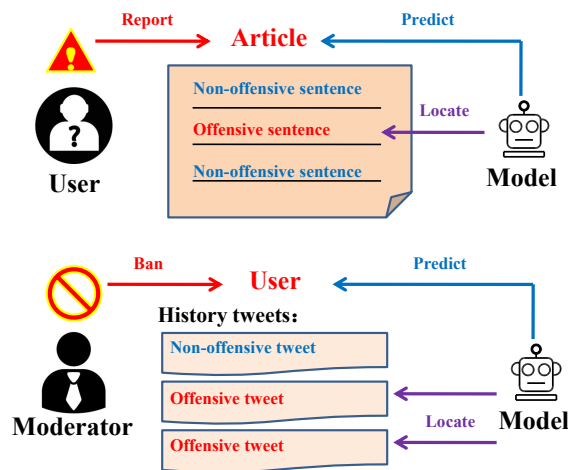 Report
Article
Predict
Non-offensive sentence
Offensive sentence
Locate
?
Non-offensive sentence
User
Model
Ban
User
Predict
History tweets：
Non-offensive tweet
Offensive tweet
Moderator
Locate
Model
Offensive tweet